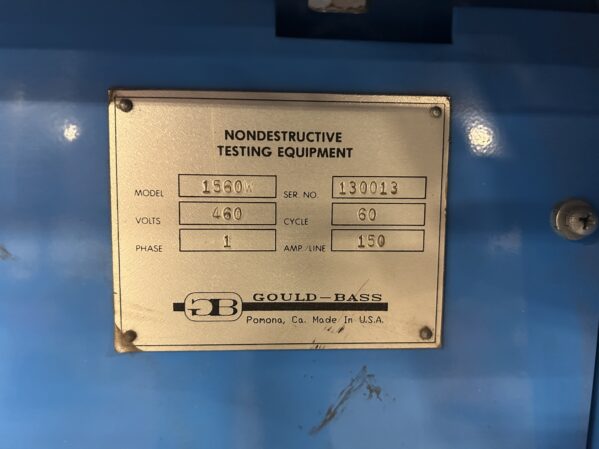 NONDESTRUCTIVE
TESTING EQUIPMENT
MODEL 1560W SER. NO. 130013
VOLTS 460 CYCLE 60
PHASE 1 AMP/LINE 150
GB GOULD-BASS
Pomona, Ca. Made In U.S.A.